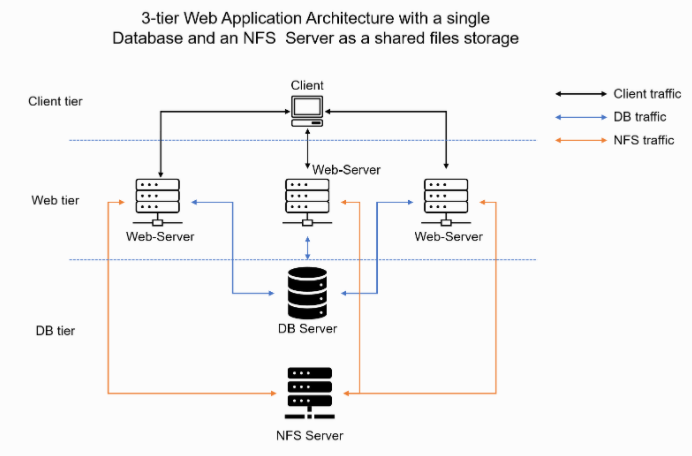 3-tier Web Application Architecture with a single
Database and an NFS Server as a shared files storage
Client
Client tier
Client traffic
DB traffic
NFS traffic
Web-Server
Web tier
Web-Server
Web-Server
DB Server
DB tier
NFS Server